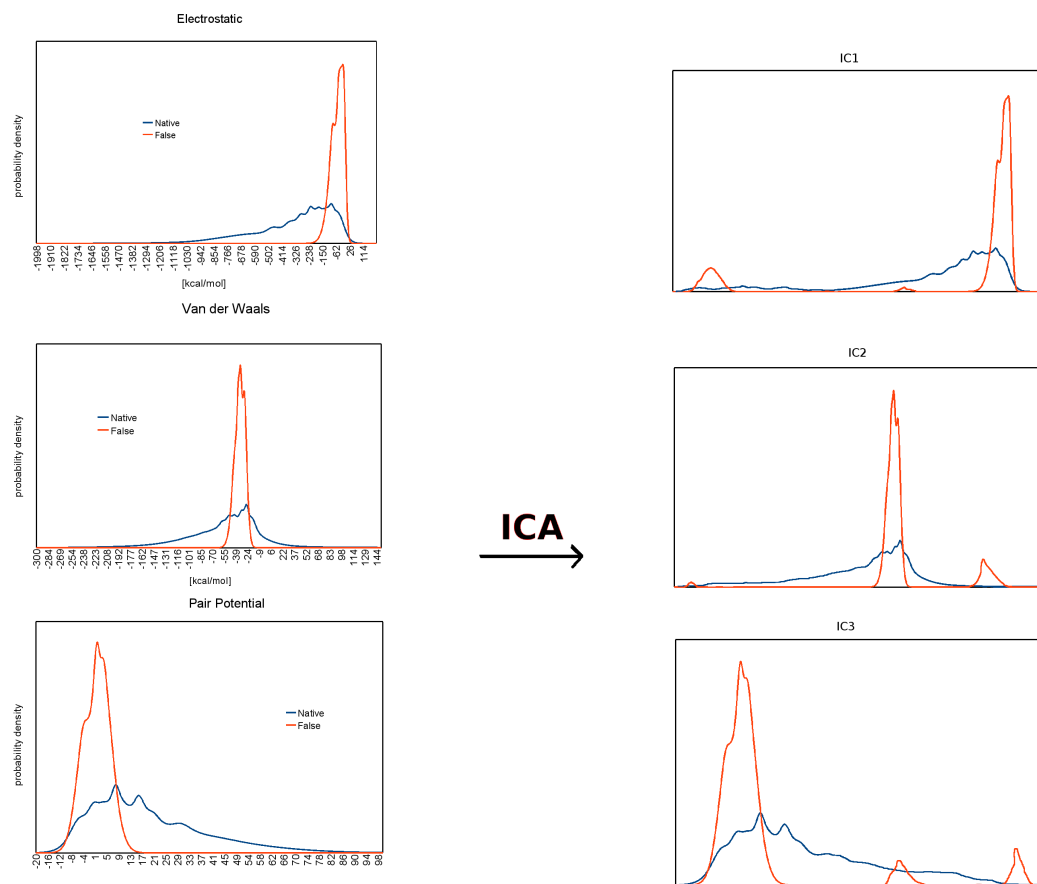 Electrostatic
probability density
Native
False
-1998 -1910 -1822 -1734 -1646 -1558 -1470 -1382 -1294 -1206 -1118 -1030 -942 -854 -766 -678 -590 -502 -414 -326 -238 -150 -62 26 114
[kcal/mol]
Van der Waals
probability density
Native
False
-300 -284 -269 -254 -238 -223 -208 -192 -177 -162 -147 -131 -116 -101 -85 -70 -55 -39 -24 -9 6 22 37 52 68 83 98 114 129 144
[kcal/mol]
Pair Potential
probability density
Native
False
-20 -16 -12 -8 -4 1 5 9 13 17 21 25 29 33 37 41 45 49 54 58 62 66 70 74 78 82 86 90 94 98
ICA
IC1
IC2
IC3